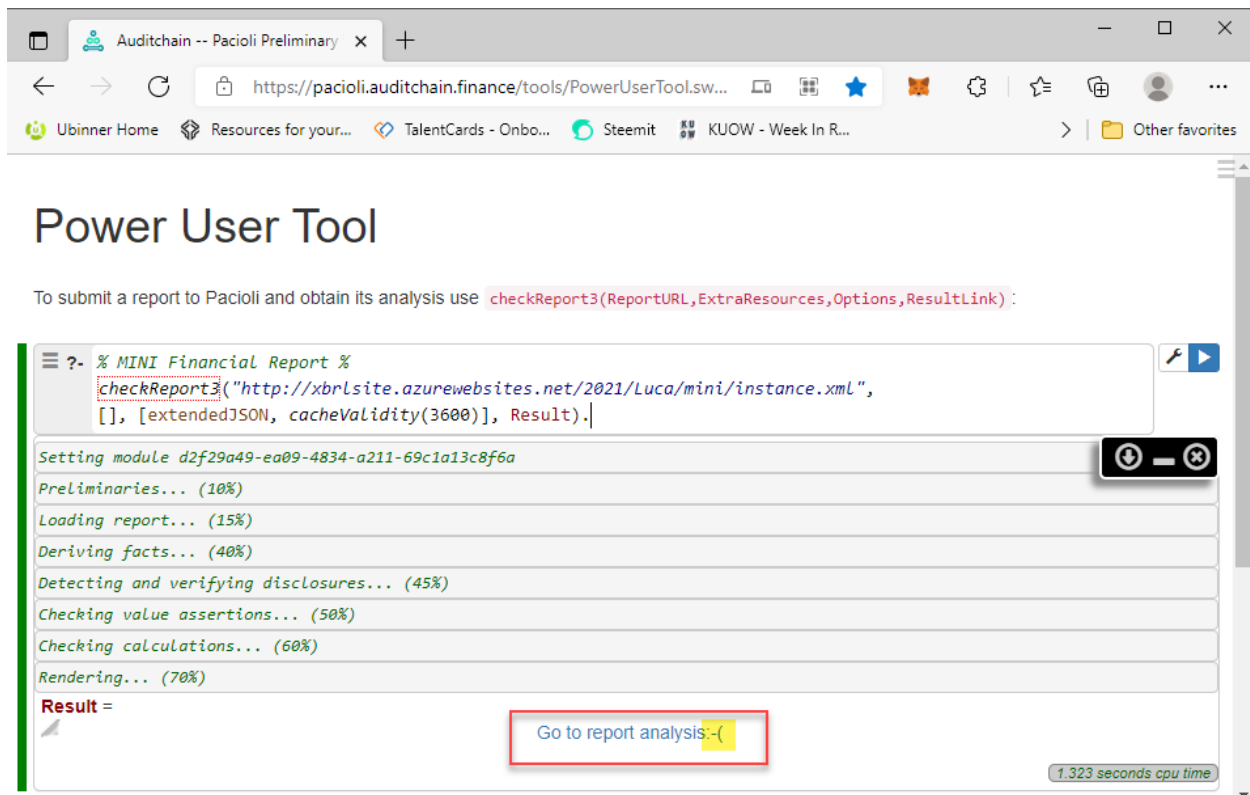 Auditchain -- Pacioli Preliminary
https://pacioli.auditchain.finance/tools/PowerUserTool.sw...
Ubinner Home Resources for your... TalentCards - Onbo... Steemit KUOW - Week In R... Other favorites
Power User Tool
To submit a report to Pacioli and obtain its analysis use checkReport3(ReportURL,ExtraResources,Options,ResultLink):
?- % MINI Financial Report %
checkReport3("http://xbrlsite.azurewebsites.net/2021/Luca/mini/instance.xml",
[], [extendedJSON, cacheValidity(3600)], Result).
Setting module d2f29a49-ea09-4834-a211-69c1a13c8f6a
Preliminaries... (10%)
Loading report... (15%)
Deriving facts... (40%)
Detecting and verifying disclosures... (45%)
Checking value assertions... (50%)
Checking calculations... (60%)
Rendering... (70%)
Result =
Go to report analysis:-(
1.323 seconds cpu time